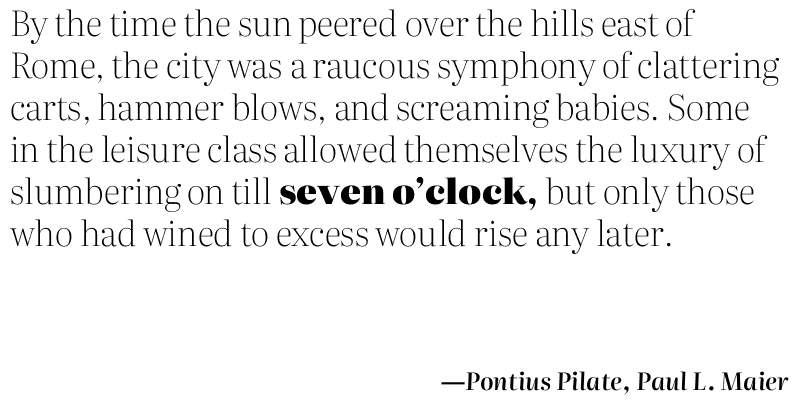 By the time the sun peered over the hills east of
Rome, the city was a raucous symphony of clattering
carts, hammer blows, and screaming babies. Some
in the leisure class allowed themselves the luxury of
slumbering on till seven o’clock, but only those
who had wined to excess would rise any later.
—Pontius Pilate, Paul L. Maier